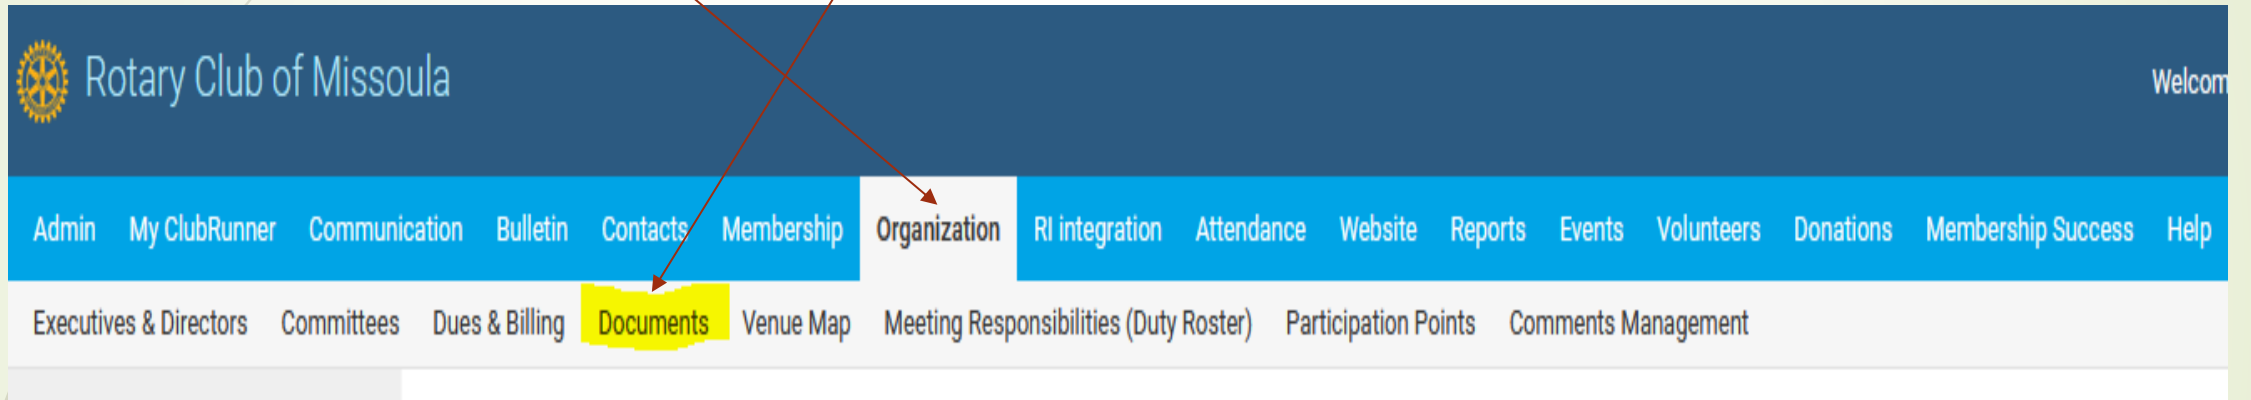 Rotary Club of Missoula
Welcom
Admin My ClubRunner Communication Bulletin Contacts Membership Organization RI integration Attendance Website Reports Events Volunteers Donations Membership Success Help
Executives & Directors Committees Dues & Billing Documents Venue Map Meeting Responsibilities (Duty Roster) Participation Points Comments Management